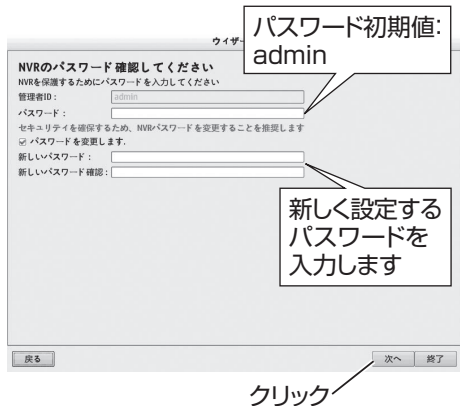 パスワード初期値:
admin
ウィザー
NVRのパスワード確認してください
NVRを保護するためにパスワードを入力してください
管理者ID：
admin
パスワード：
セキュリティを確保するため、NVRパスワードを変更することを推奨します
パスワードを変更します.
新しいパスワード：
新しいパスワード確認：
新しく設定する
パスワードを
入力します
戻る
次へ
終了
クリック